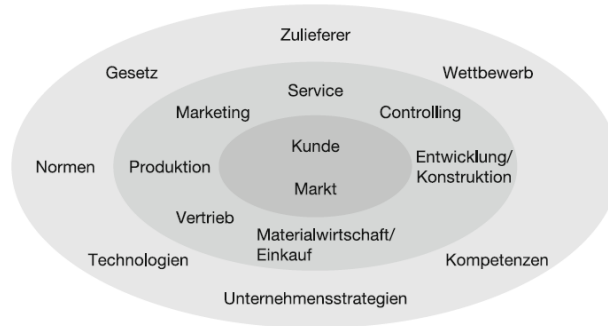 Zulieferer
Gesetz
Wettbewerb
Service
Marketing
Controlling
Kunde
Normen
Produktion
Entwicklung/
Konstruktion
Markt
Vertrieb
Materialwirtschaft/
Einkauf
Technologien
Kompetenzen
Unternehmensstrategien